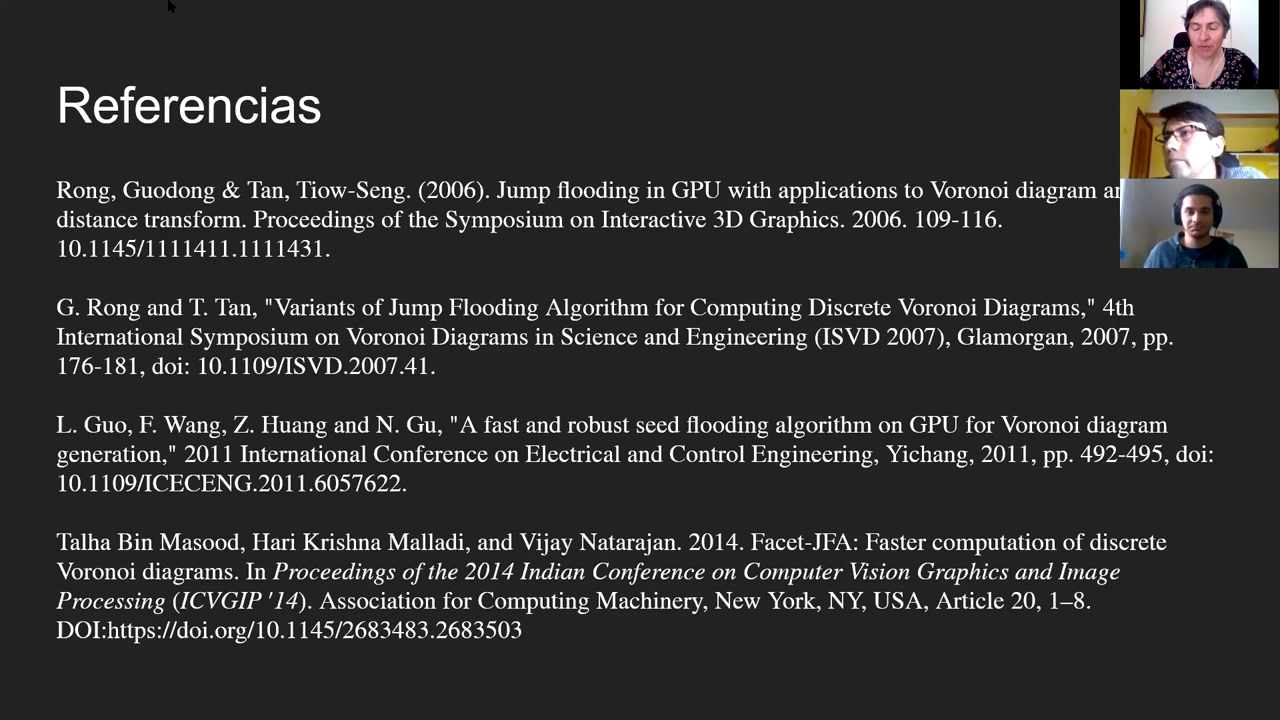 Referencias
Rong, Guodong & Tan, Tiow-Seng. (2006). Jump flooding in GPU with applications to Voronoi diagram
distance transform. Proceedings of the Symposium on Interactive 3D Graphics. 2006. 109-116.
10.1145/1111411.1111431.
G. Rong and T. Tan, "Variants of Jump Flooding Algorithm for Computing Discrete Voronoi Diagrams," 4th
International Symposium on Voronoi Diagrams in Science and Engineering (ISVD 2007), Glamorgan, 2007, pp.
176-181, doi: 10.1109/ISVD.2007.41.
L. Guo, F. Wang, Z. Huang and N. Gu, "A fast and robust seed flooding algorithm on GPU for Voronoi diagram
generation," 2011 International Conference on Electrical and Control Engineering, Yichang, 2011, pp. 492-495, doi:
10.1109/ICECENG.2011.6057622.
Talha Bin Masood, Hari Krishna Malladi, and Vijay Natarajan. 2014. Facet-JFA: Faster computation of discrete
Voronoi diagrams. In Proceedings of the 2014 Indian Conference on Computer Vision Graphics and Image
Processing (ICVGIP '14). Association for Computing Machinery, New York, NY, USA, Article 20, 1–8.
DOI:https://doi.org/10.1145/2683483.2683503